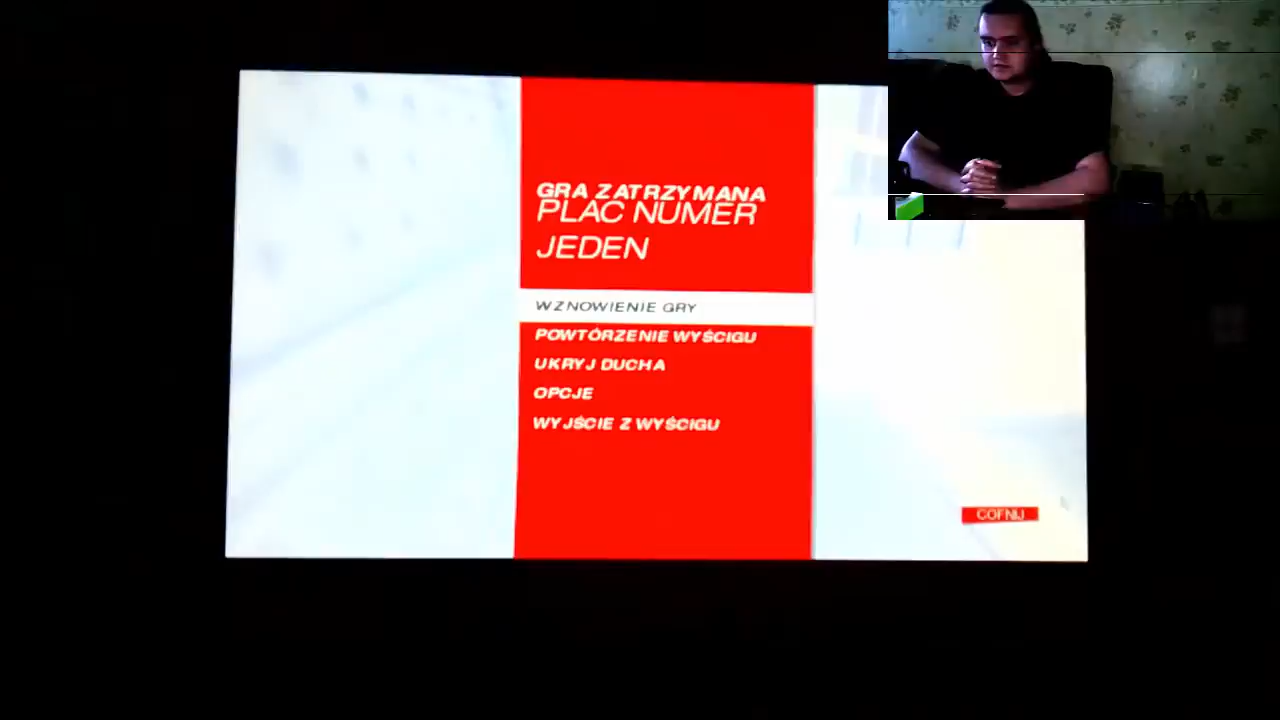 GRA ZATRZYMANA
PLAC NUMER
JEDEN
WZNOWIENIE GRY
POWTÓRZENIE WYŚCIGU
UKRYJ DUCHA
OPCJE
WYJŚCIE Z WYŚCIGU
COFNIJ